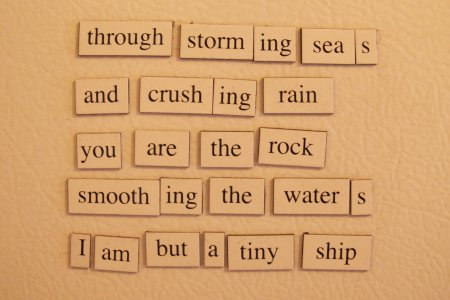 through storming seas
and crushing rain
you are the rock
smoothing the waters
I am but a tiny ship